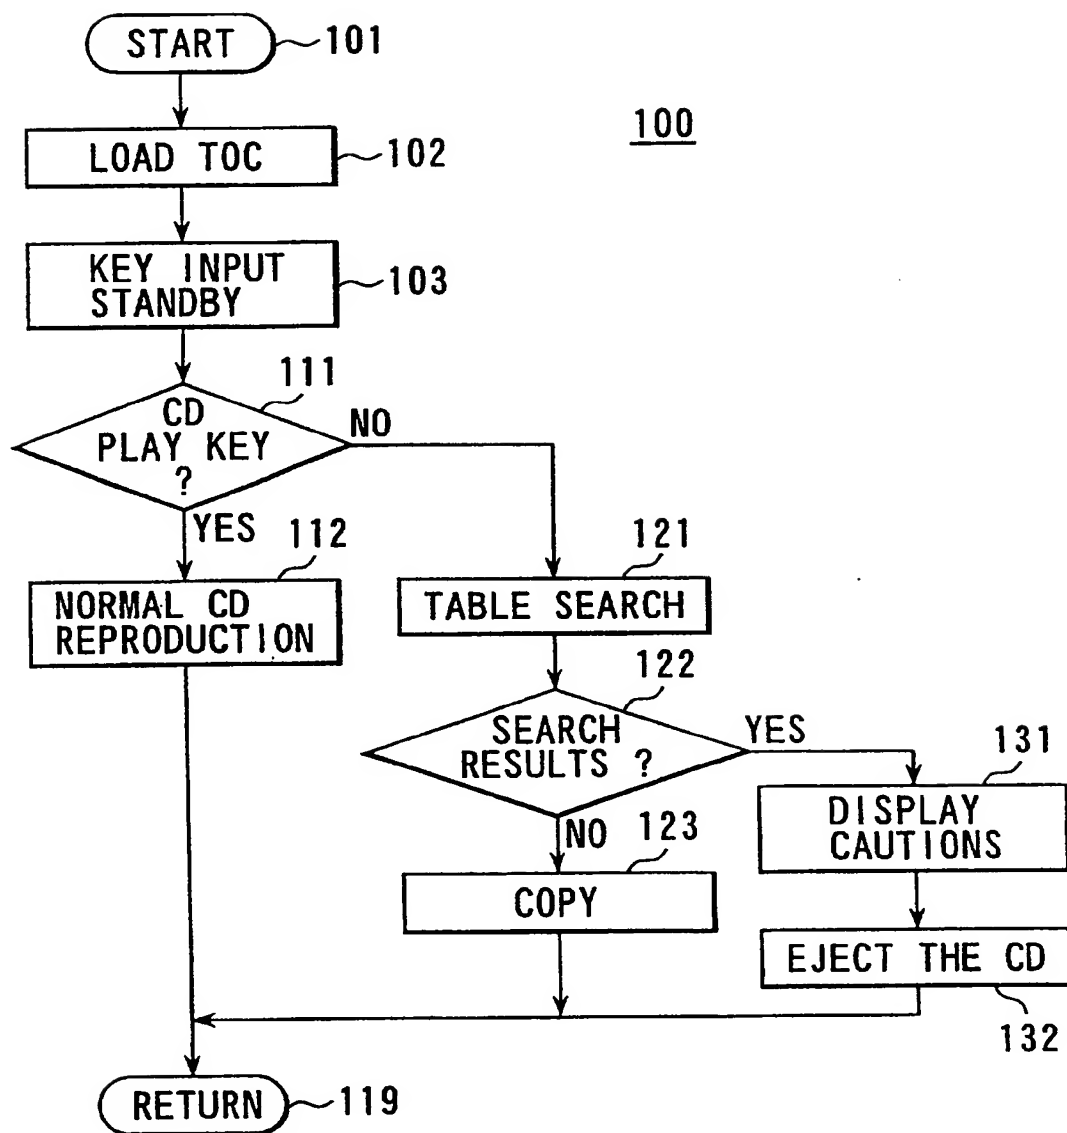 START
101
100
LOAD TOC
102
KEY INPUT
STANDBY
103
111
CD
PLAY KEY
?
NO
YES
112
NORMAL CD
REPRODUCTION
121
TABLE SEARCH
122
SEARCH
RESULTS ?
YES
NO
131
DISPLAY
CAUTIONS
123
COPY
EJECT THE CD
132
RETURN
119